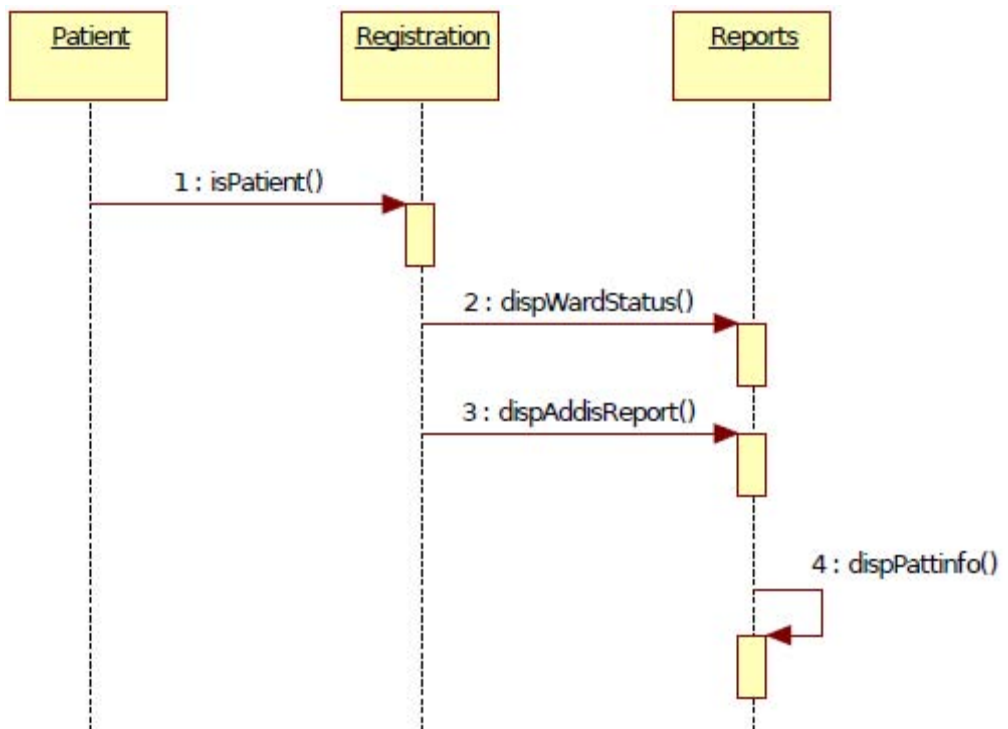 Patient
Registration
Reports
1 : isPatient()
2 : dispWardStatus()
3 : dispAddisReport()
4 : dispPattinfo()